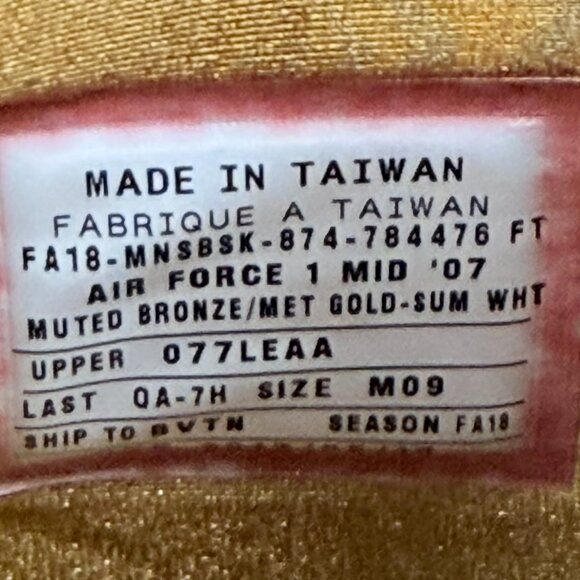 MADE IN TAIWAN
FABRIQUE A TAIWAN
FA18-MNSBSK-874-784476 FT
AIR FORCE 1 MID '07
MUTED BRONZE/MET GOLD-SUM WHT
UPPER 077LEAA
LAST QA-7H SIZE M09
SHIP TO SEASON FA18